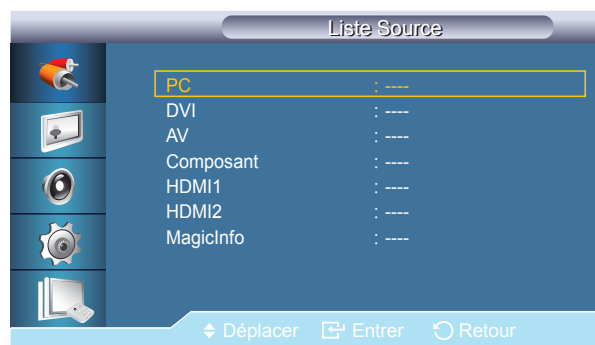 Liste Source
PC : ----
DVI : ----
AV : ----
Composant : ----
HDMI1 : ----
HDMI2 : ----
MagicInfo : ----
Déplacer Entrer Retour